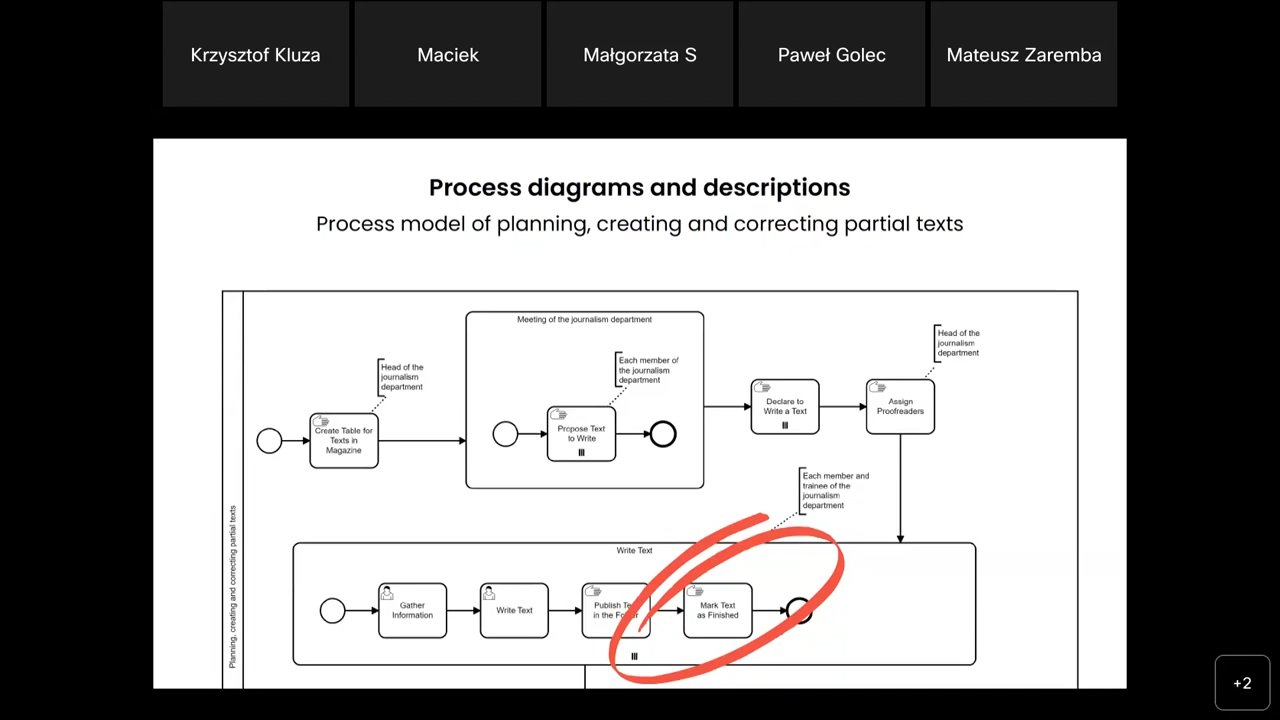 Krzysztof Kluza
Maciek
Małgorzata S
Paweł Golec
Mateusz Zaremba
Process diagrams and descriptions
Process model of planning, creating and correcting partial texts
Meeting of the journalism department
Head of the
journalism
department
Each member of
the journalism
department
Head of the
journalism
department
Create Table for
Texts in
Magazine
Propose Text
to Write
Declare to
Write a Text
Assign
Proofreaders
Each member and
trainee of the
journalism
department
Planning, creating and correcting partial texts
Write Text
Gather
Information
Write Text
Publish
in the
Mark Text
as Finished
+2